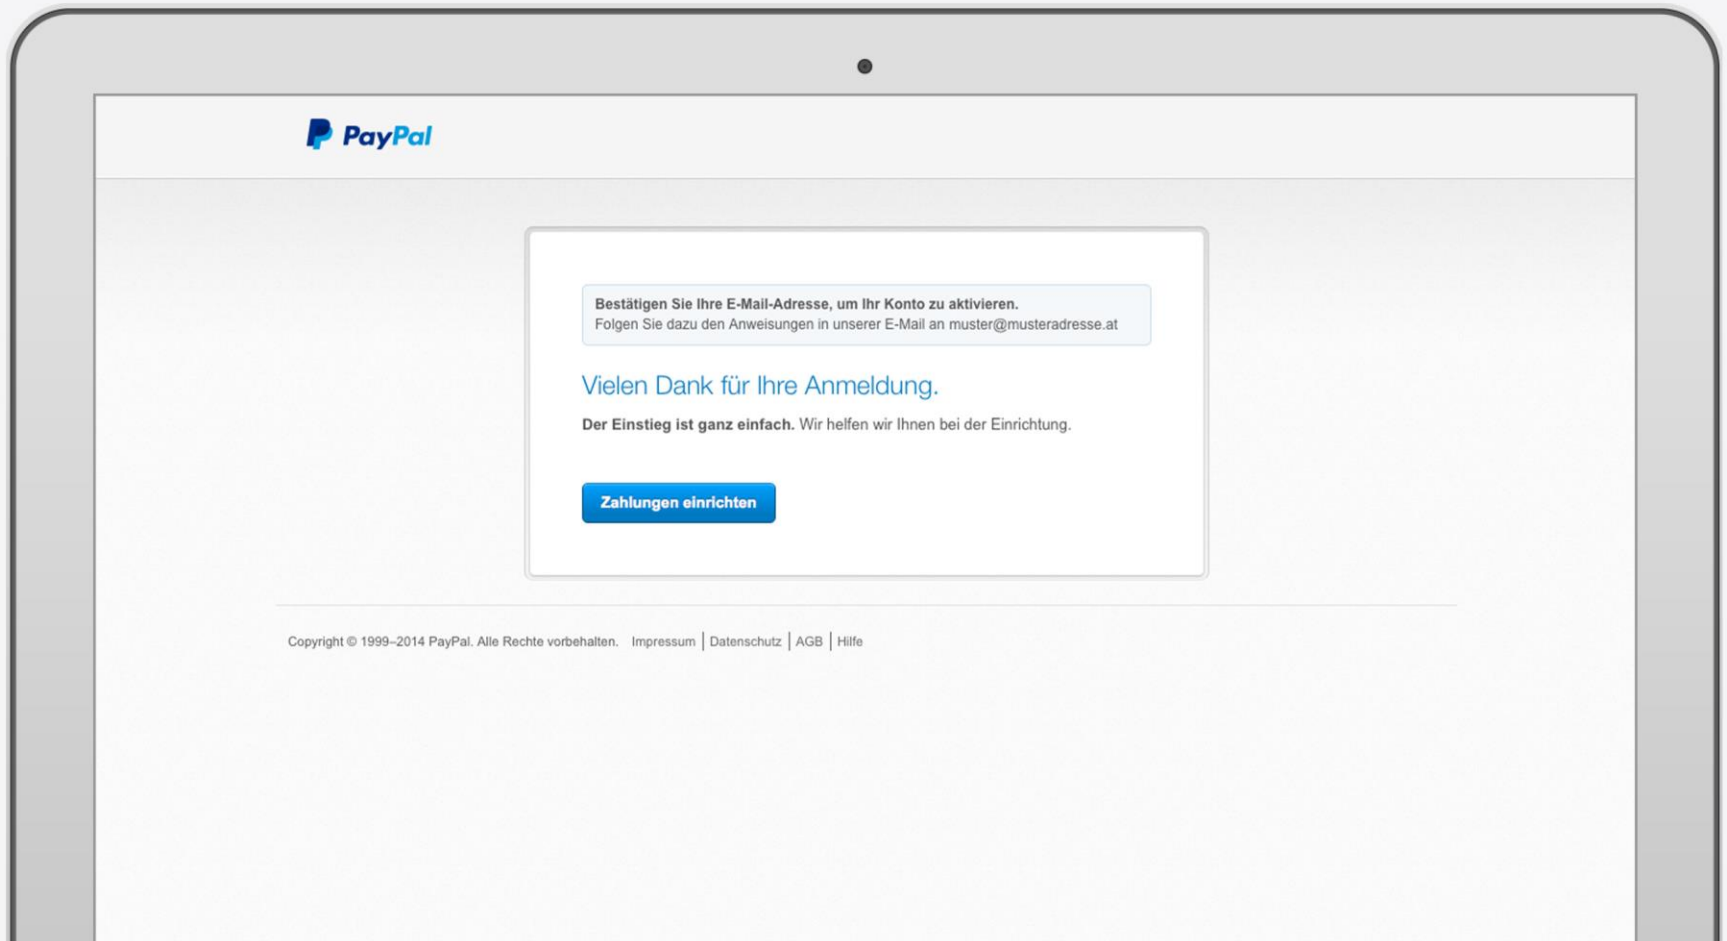 PayPal
Bestätigen Sie Ihre E-Mail-Adresse, um Ihr Konto zu aktivieren.
Folgen Sie dazu den Anweisungen in unserer E-Mail an muster@musteradresse.at
Vielen Dank für Ihre Anmeldung.
Der Einstieg ist ganz einfach. Wir helfen wir Ihnen bei der Einrichtung.
Zahlungen einrichten
Copyright © 1999–2014 PayPal. Alle Rechte vorbehalten. Impressum | Datenschutz | AGB | Hilfe